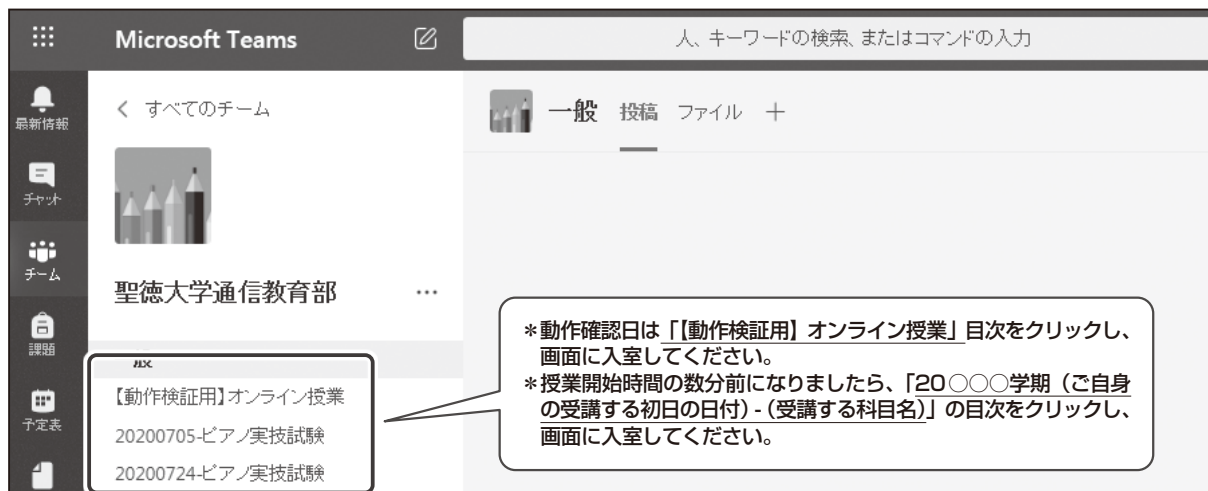 Microsoft Teams
人、キーワードの検索、またはコマンドの入力
最新情報
チャット
チーム
課題
予定表
< すべてのチーム
聖徳大学通信教育部
…
【動作検証用】オンライン授業
20200705-ピアノ実技試験
20200724-ピアノ実技試験
一般 投稿 ファイル +
*動作確認日は「【動作検証用】オンライン授業」目次をクリックし、
画面に入室してください。
*授業開始時間の数分前になりましたら、「20○○○学期（ご自身
の受講する初日の日付）-（受講する科目名）」の目次をクリックし、
画面に入室してください。